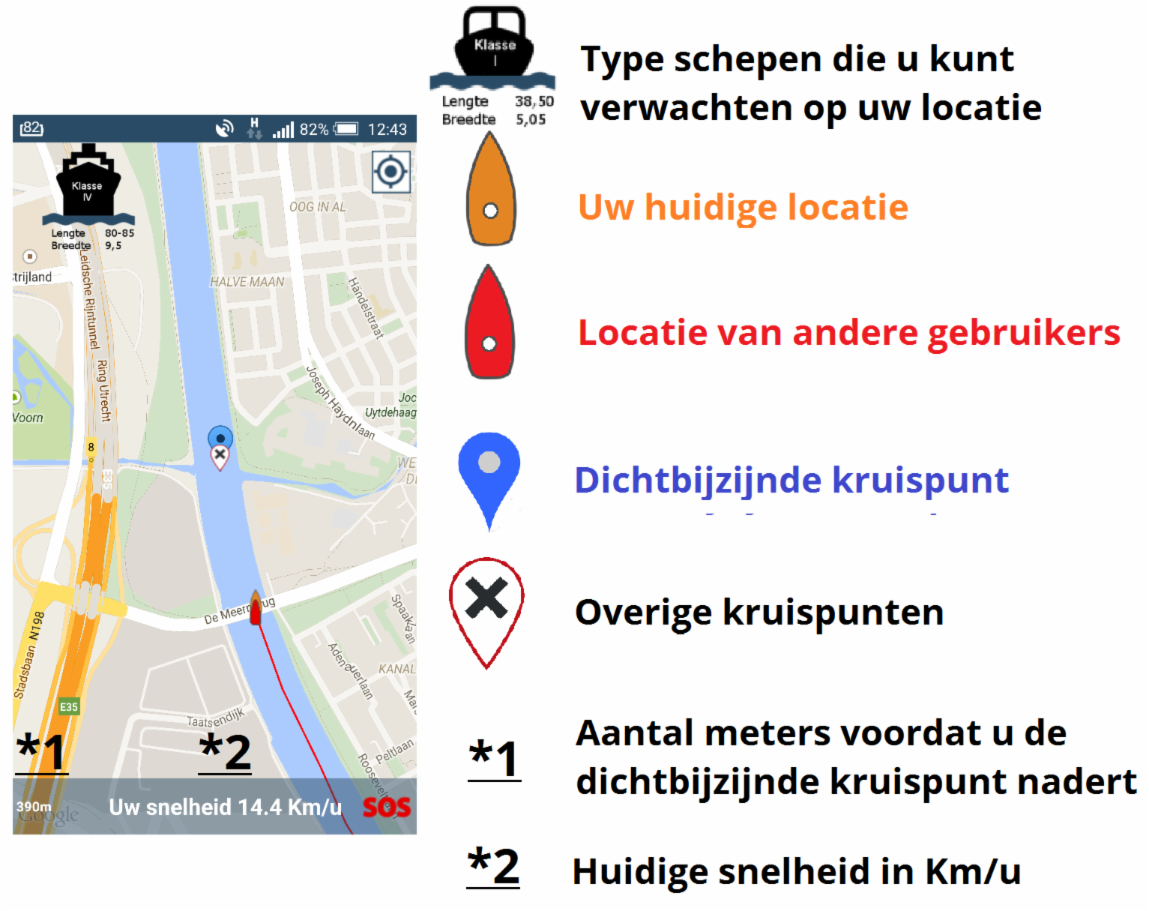 Klasse
I
Lengte 38,50
Breedte 5,05
Type schepen die u kunt
verwachten op uw locatie
(82)
H
82%
12:43
Klasse
IV
Lengte 80-85
Breedte 9,5
OOG IN AL
trijland
Leidsche Rijntunnel
HALVE MAAN
Händelstraat
Ring Utrecht
Joseph Haydnlaan
Joc
Uytdehaag
Voorn
8
E35
WE
De Meernbrug
Spaaklaan
Stadsbaan N198
Adenauerlaan
KANAL
E35
Taatsendijk
Peltlaan
*1
*2
390m
Google
Uw snelheid 14.4 Km/u
SOS
Uw huidige locatie
Locatie van andere gebruikers
Dichtbijzijnde kruispunt
Overige kruispunten
*1
Aantal meters voordat u de
dichtbijzijnde kruispunt nadert
*2
Huidige snelheid in Km/u